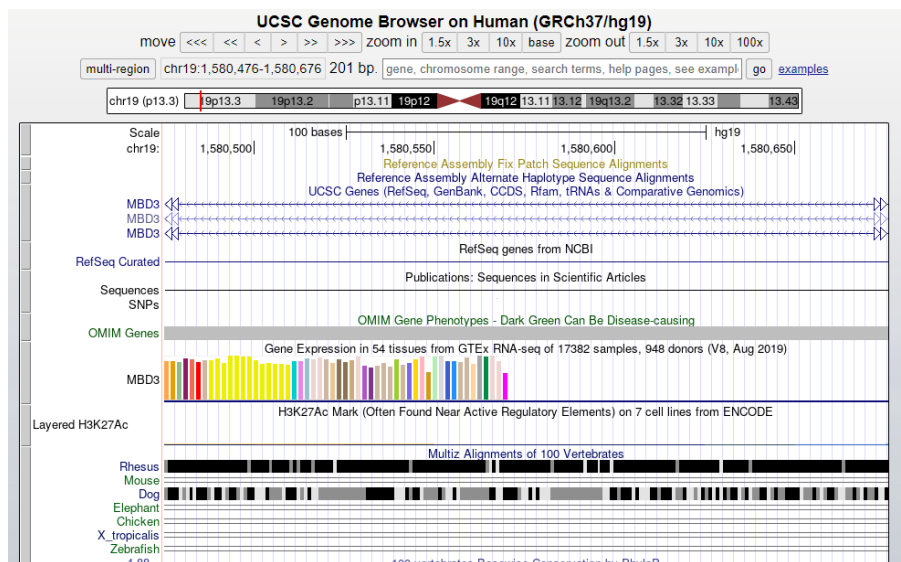 UCSC Genome Browser on Human (GRCh37/hg19)
move <<< << < > >> >>> zoom in 1.5x 3x 10x base zoom out 1.5x 3x 10x 100x
multi-region chr19:1,580,476-1,580,676 201 bp. gene, chromosome range, search terms, help pages, see exampl go examples
chr19 (p13.3) 19p13.3 19p13.2 p13.11 19p12 19q12 13.11 13.12 19q13.2 13.32 13.33 13.43
Scale 100 bases hg19
chr19: 1,580,500 1,580,550 1,580,600 1,580,650
Reference Assembly Fix Patch Sequence Alignments
Reference Assembly Alternate Haplotype Sequence Alignments
UCSC Genes (RefSeq, GenBank, CCDS, Rfam, tRNAs & Comparative Genomics)
MBD3
MBD3
MBD3
RefSeq genes from NCBI
RefSeq Curated
Publications: Sequences in Scientific Articles
Sequences
SNPs
OMIM Gene Phenotypes - Dark Green Can Be Disease-causing
OMIM Genes
Gene Expression in 54 tissues from GTEx RNA-seq of 17382 samples, 948 donors (V8, Aug 2019)
MBD3
H3K27Ac Mark (Often Found Near Active Regulatory Elements) on 7 cell lines from ENCODE
Layered H3K27Ac
Multiz Alignments of 100 Vertebrates
Rhesus
Mouse
Dog
Elephant
Chicken
X_tropicalis
Zebrafish